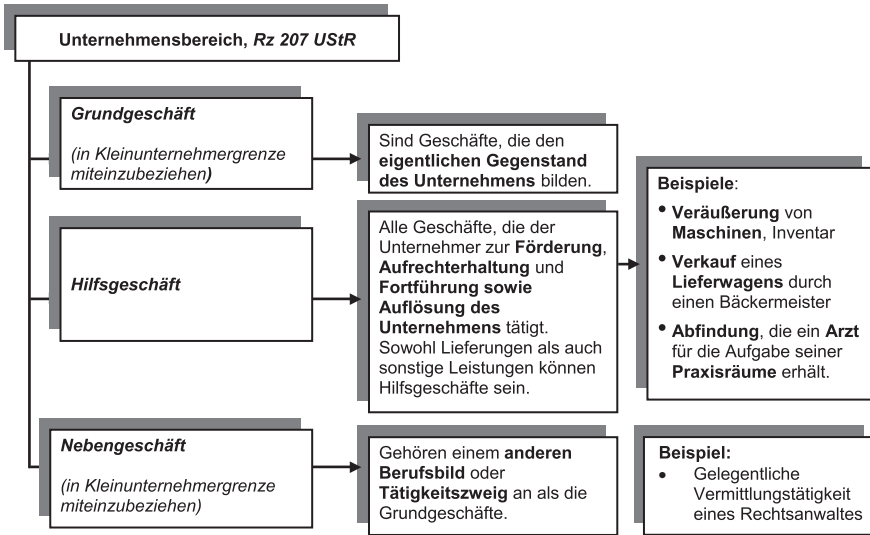 Unternehmensbereich, Rz 207 UStR
Grundgeschäft
(in Kleinunternehmergrenze
miteinzubeziehen)
Sind Geschäfte, die den
eigentlichen Gegenstand
des Unternehmens bilden.
Hilfsgeschäft
Alle Geschäfte, die der
Unternehmer zur Förderung,
Aufrechterhaltung und
Fortführung sowie
Auflösung des
Unternehmens tätigt.
Sowohl Lieferungen als auch
sonstige Leistungen können
Hilfsgeschäfte sein.
Beispiele:
• Veräußerung von
Maschinen, Inventar
• Verkauf eines
Lieferwagens durch
einen Bäckermeister
• Abfindung, die ein Arzt
für die Aufgabe seiner
Praxisräume erhält.
Nebengeschäft
(in Kleinunternehmergrenze
miteinzubeziehen)
Gehören einem anderen
Berufsbild oder
Tätigkeitszweig an als die
Grundgeschäfte.
Beispiel:
• Gelegentliche
Vermittlungstätigkeit
eines Rechtsanwaltes